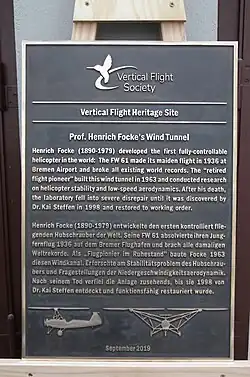 Vertical Flight
Society
Vertical Flight Heritage Site
Prof. Henrich Focke's Wind Tunnel
Henrich Focke (1890-1979) developed the first fully-controllable
helicopter in the world: The FW 61 made its maiden flight in 1936 at
Bremen Airport and broke all existing world records. The "retired
flight pioneer" built this wind tunnel in 1963 and conducted research
on helicopter stability and low-speed aerodynamics. After his death,
the laboratory fell into severe disrepair until it was discovered by
Dr. Kai Steffen in 1998 and restored to working order.
Henrich Focke (1890-1979) entwickelte den ersten kontrolliert flie-
genden Hubschrauber der Welt. Seine FW 61 absolvierte ihren Jung-
fernflug 1936 auf dem Bremer Flughafen und brach alle damaligen
Weltrekorde. Als „Flugpionier im Ruhestand" baute Focke 1963
diesen Windkanal. Erforschte am Stabilitätsproblem des Hubschrau-
bers und Fragestellungen der Niedergeschwindigkeitsaerodynamik.
Nach seinem Tod verfiel die Anlage zusehends, bis sie 1998 von
Dr. Kai Steffen entdeckt und funktionsfähig restauriert wurde.
September 2019